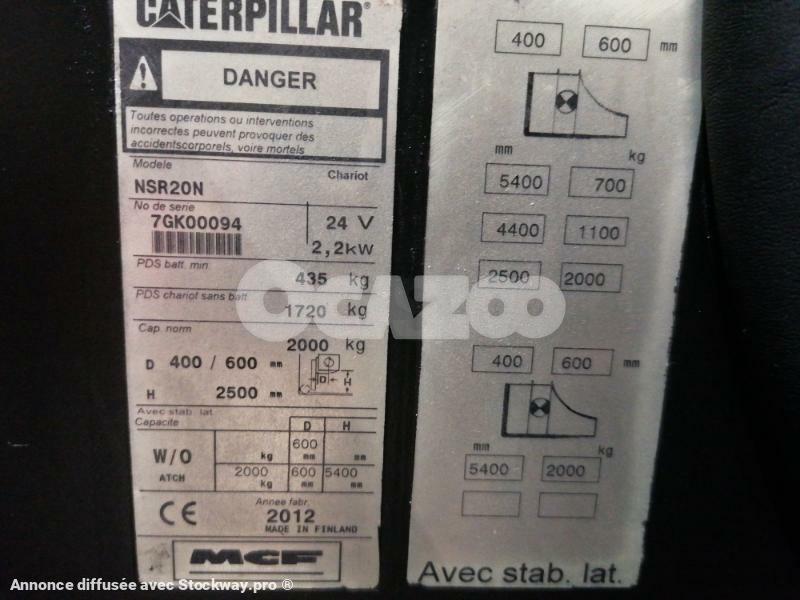 CATERPILLAR®
DANGER
Toutes operations ou interventions
incorrectes peuvent provoquer des
accidentscorporels, voire mortels
Modele
Chariot
NSR20N
No de serie
7GK00094
24 V
2,2kW
PDS batt. min
435 kg
PDS chariot sans batt.
1720 kg
Cap. norm
2000 kg
D 400 / 600 mm
D H
H 2500 mm
Avec stab. lat.
Capacite D H
600
W/O kg mm mm
ATCH 2000 600 5400
kg mm mm
CE
Annee fabr.
2012
MADE IN FINLAND
MCF
400 600 mm
mm kg
5400 700
4400 1100
2500 2000
400 600 mm
mm kg
5400 2000
Avec stab. lat.
OCAZOO
Annonce diffusée avec Stockway.pro ®